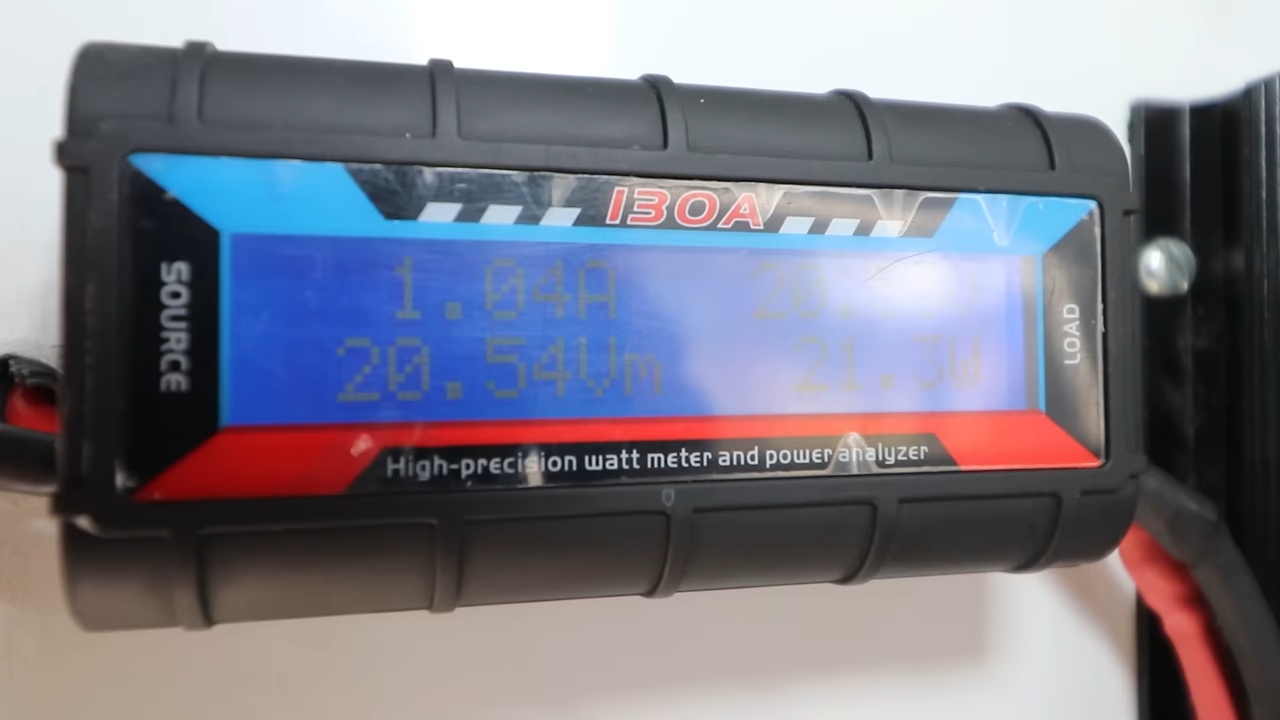 130A
SOURCE
1.04A
20.54Vm 21.3W
LOAD
High-precision watt meter and power analyzer